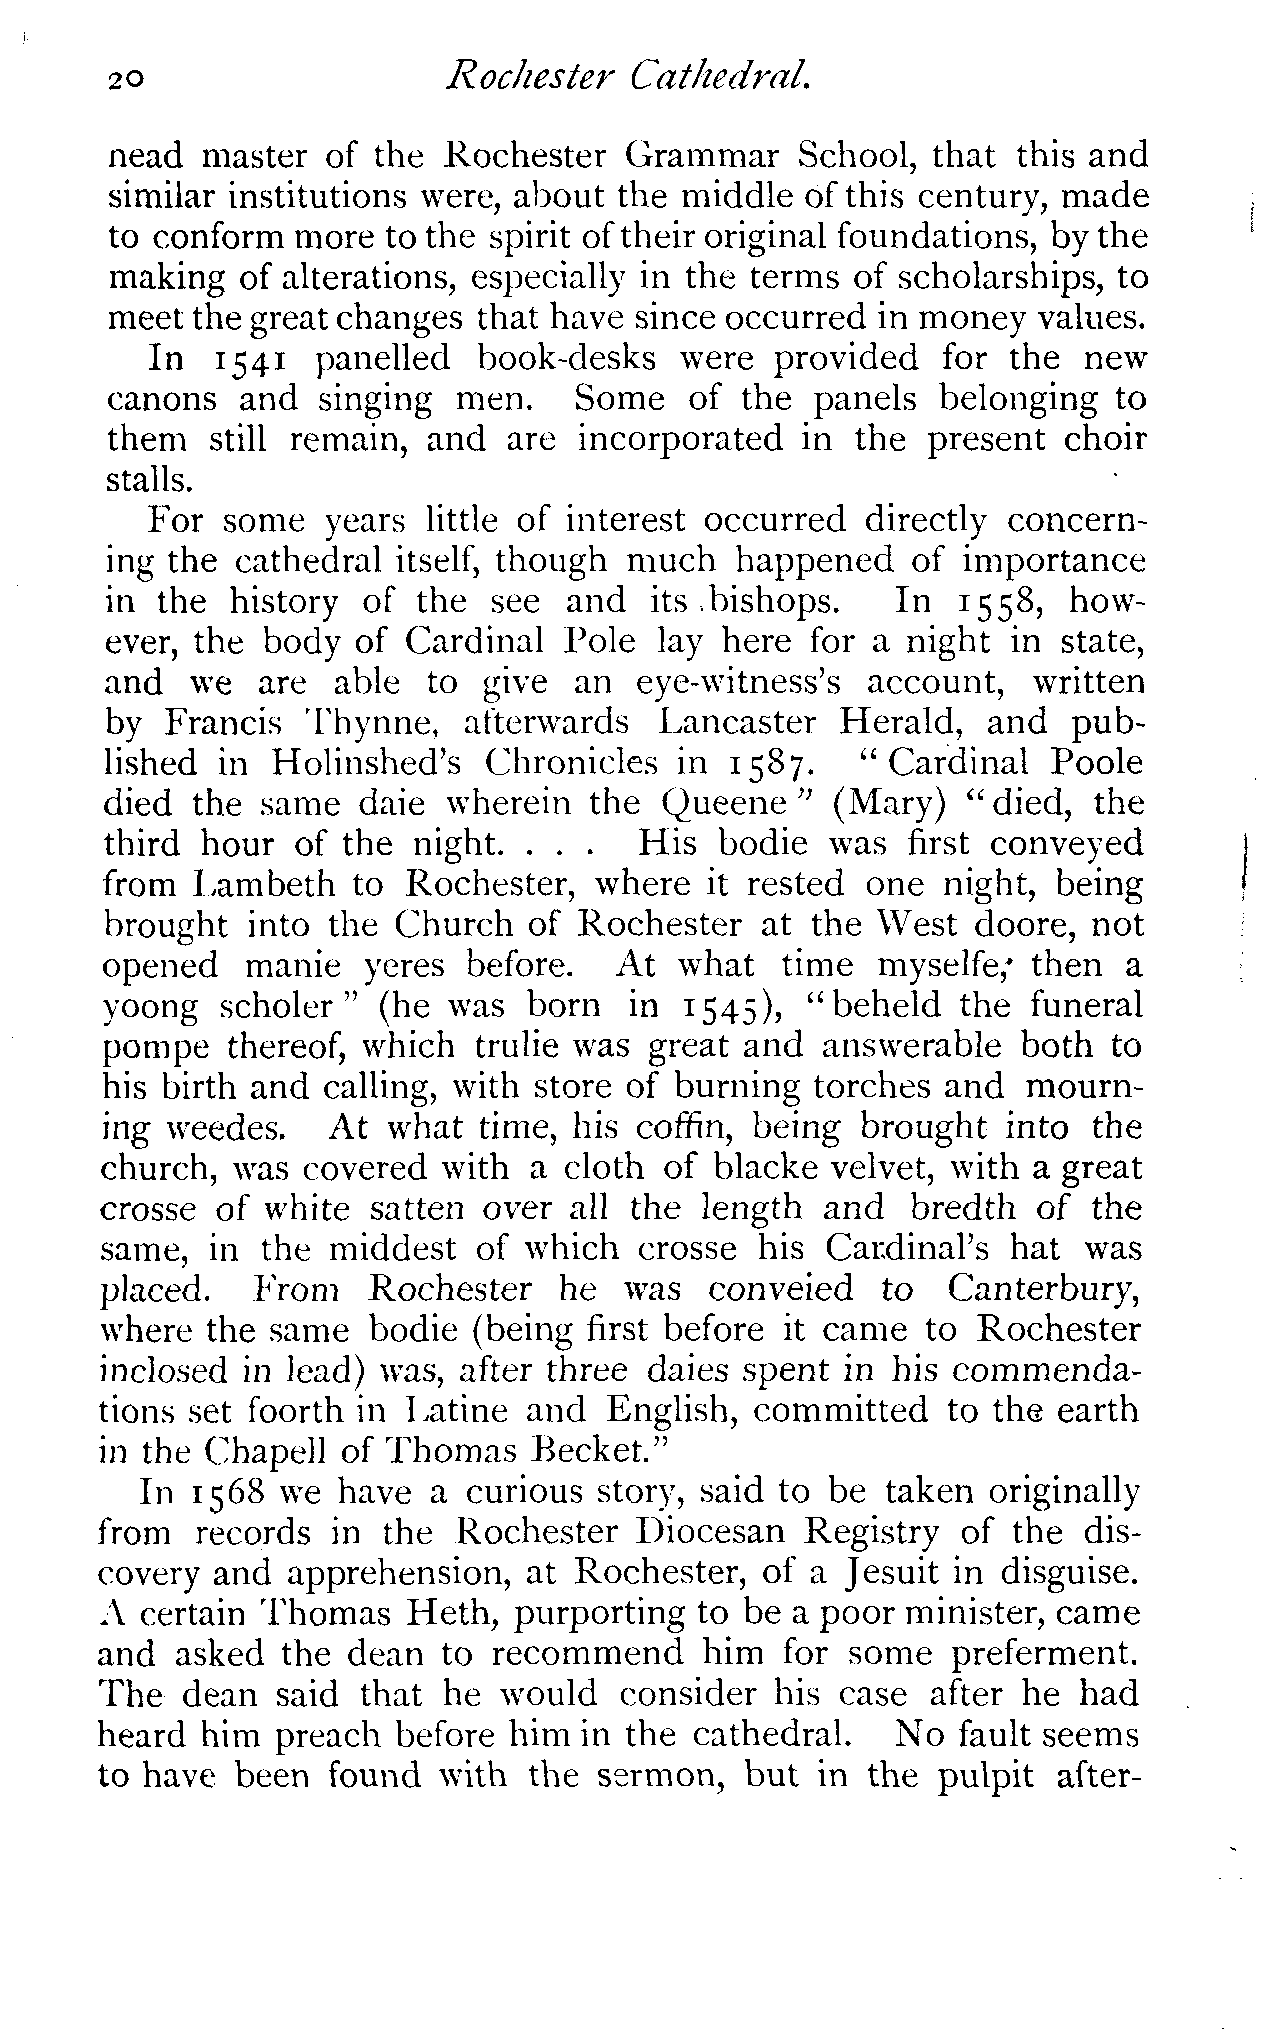 20 Rochester Cathedral.
head master of the Rochester Grammar School, that this and
similar institutions were, about the middle of this century, made
to conform more to the spirit of their original foundations, by the
making of alterations, especially in the terms of scholarships, to
meet the great changes that have since occurred in money values.
In 1541 panelled book-desks were provided for the new
canons and singing men. Some of the panels belonging to
them still remain, and are incorporated in the present choir
stalls.
For some years little of interest occurred directly concern-
ing the cathedral itself, though much happened of importance
in the history of the see and its bishops. In 1558, how-
ever, the body of Cardinal Pole lay here for a night in state,
and we are able to give an eye-witness's account, written
by Francis Thynne, afterwards Lancaster Herald, and pub-
lished in Holinshed's Chronicles in 1587. "Cardinal Poole
died the same daie wherein the Queene" (Mary) "died, the
third hour of the night. . . . His bodie was first conveyed
from Lambeth to Rochester, where it rested one night, being
brought into the Church of Rochester at the West doore, not
opened manie yeres before. At what time myselfe, then a
yoong scholer" (he was born in 1545), "beheld the funeral
pompe thereof, which trulie was great and answerable both to
his birth and calling, with store of burning torches and mourn-
ing weedes. At what time, his coffin, being brought into the
church, was covered with a cloth of blacke velvet, with a great
crosse of white satten over all the length and bredth of the
same, in the middest of which crosse his Cardinal's hat was
placed. From Rochester he was conveied to Canterbury,
where the same bodie (being first before it came to Rochester
inclosed in lead) was, after three daies spent in his commenda-
tions set foorth in Latine and English, committed to the earth
in the Chapell of Thomas Becket."
In 1568 we have a curious story, said to be taken originally
from records in the Rochester Diocesan Registry of the dis-
covery and apprehension, at Rochester, of a Jesuit in disguise.
A certain Thomas Heth, purporting to be a poor minister, came
and asked the dean to recommend him for some preferment.
The dean said that he would consider his case after he had
heard him preach before him in the cathedral. No fault seems
to have been found with the sermon, but in the pulpit after-